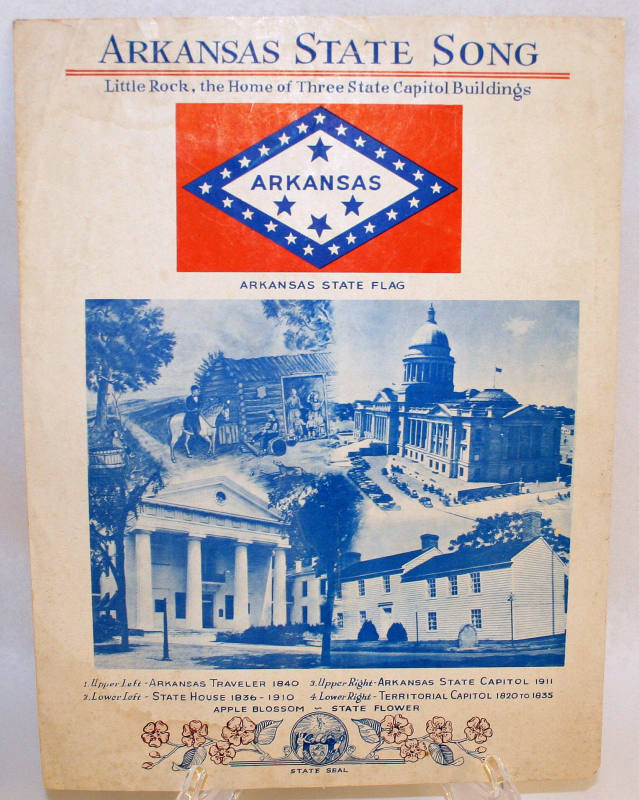 ARKANSAS STATE SONG
Little Rock, the Home of Three State Capitol Buildings
ARKANSAS
ARKANSAS STATE FLAG
1. Upper Left - ARKANSAS TRAVELER 1840 3. Upper Right - ARKANSAS STATE CAPITOL 1911
2. Lower Left - STATE HOUSE 1836 - 1910 4. Lower Right - TERRITORIAL CAPITOL 1820 TO 1835
APPLE BLOSSOM ~ STATE FLOWER
STATE SEAL